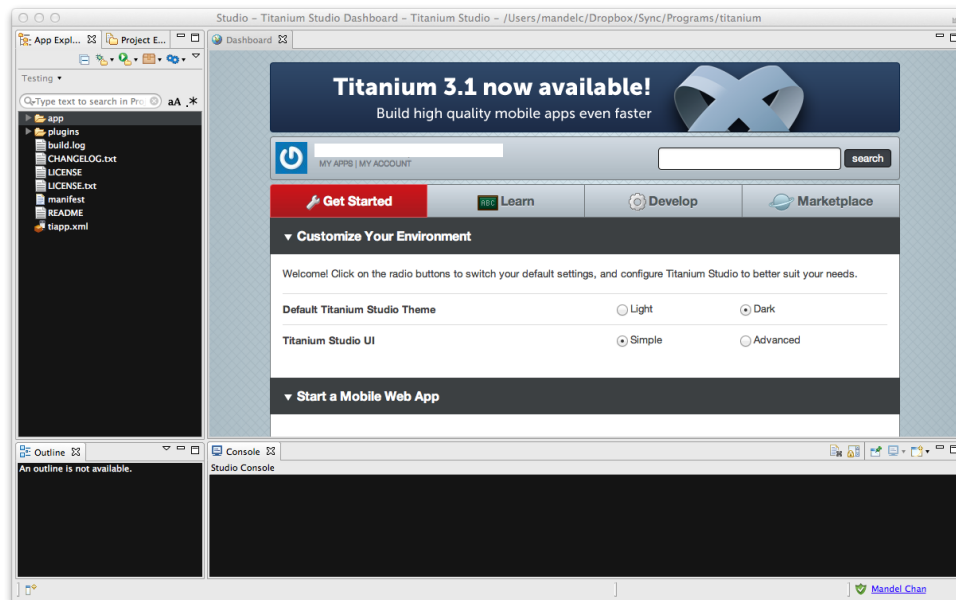 Studio – Titanium Studio Dashboard – Titanium Studio – /Users/mandelc/Dropbox/Sync/Programs/titanium
App Expl...
Project E...
Dashboard
Testing
Type text to search in Pro
aA .*
app
plugins
build.log
CHANGELOG.txt
LICENSE
LICENSE.txt
manifest
README
tiapp.xml
Titanium 3.1 now available!
Build high quality mobile apps even faster
MY APPS | MY ACCOUNT
search
Get Started
ABC Learn
Develop
Marketplace
Customize Your Environment
Welcome! Click on the radio buttons to switch your default settings, and configure Titanium Studio to better suit your needs.
Default Titanium Studio Theme
Light
Dark
Titanium Studio UI
Simple
Advanced
Start a Mobile Web App
Outline
An outline is not available.
Console
Studio Console
Mandel Chan